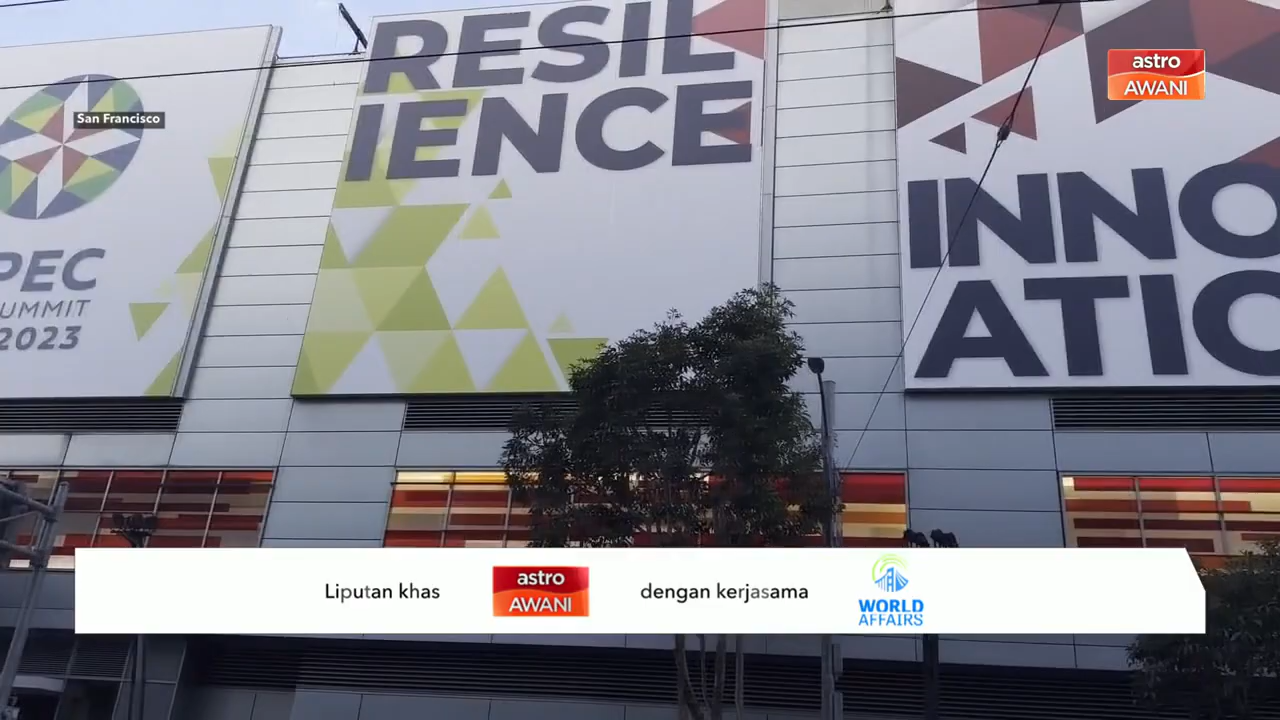 RESIL
IENCE
astro
AWANI
San Francisco
INNO
ATIO
PEC
UMMIT
2023
Liputan khas
astro
AWANI
dengan kerjasama
WORLD
AFFAIRS